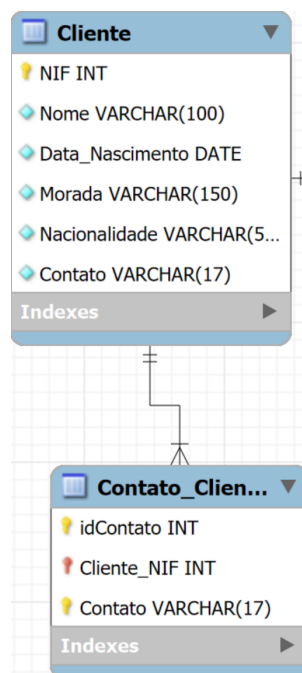 Cliente
NIF INT
Nome VARCHAR(100)
Data_Nascimento DATE
Morada VARCHAR(150)
Nacionalidade VARCHAR(5...
Contato VARCHAR(17)
Indexes
Contato_Clien...
idContato INT
Cliente_NIF INT
Contato VARCHAR(17)
Indexes